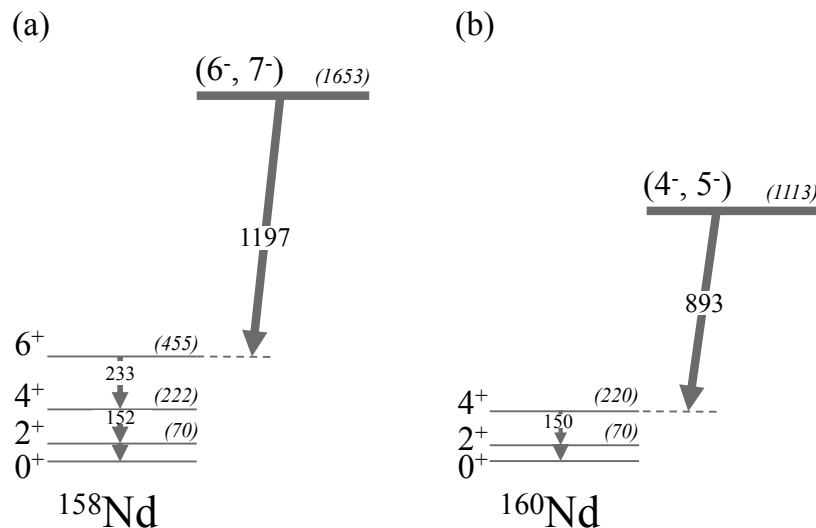 (a)
(6⁻, 7⁻) (1653)
1197
6⁺ (455)
233
4⁺ (222)
152
2⁺ (70)
0⁺
¹⁵⁸Nd
(b)
(4⁻, 5⁻) (1113)
893
4⁺ (220)
150
2⁺ (70)
0⁺
¹⁶⁰Nd